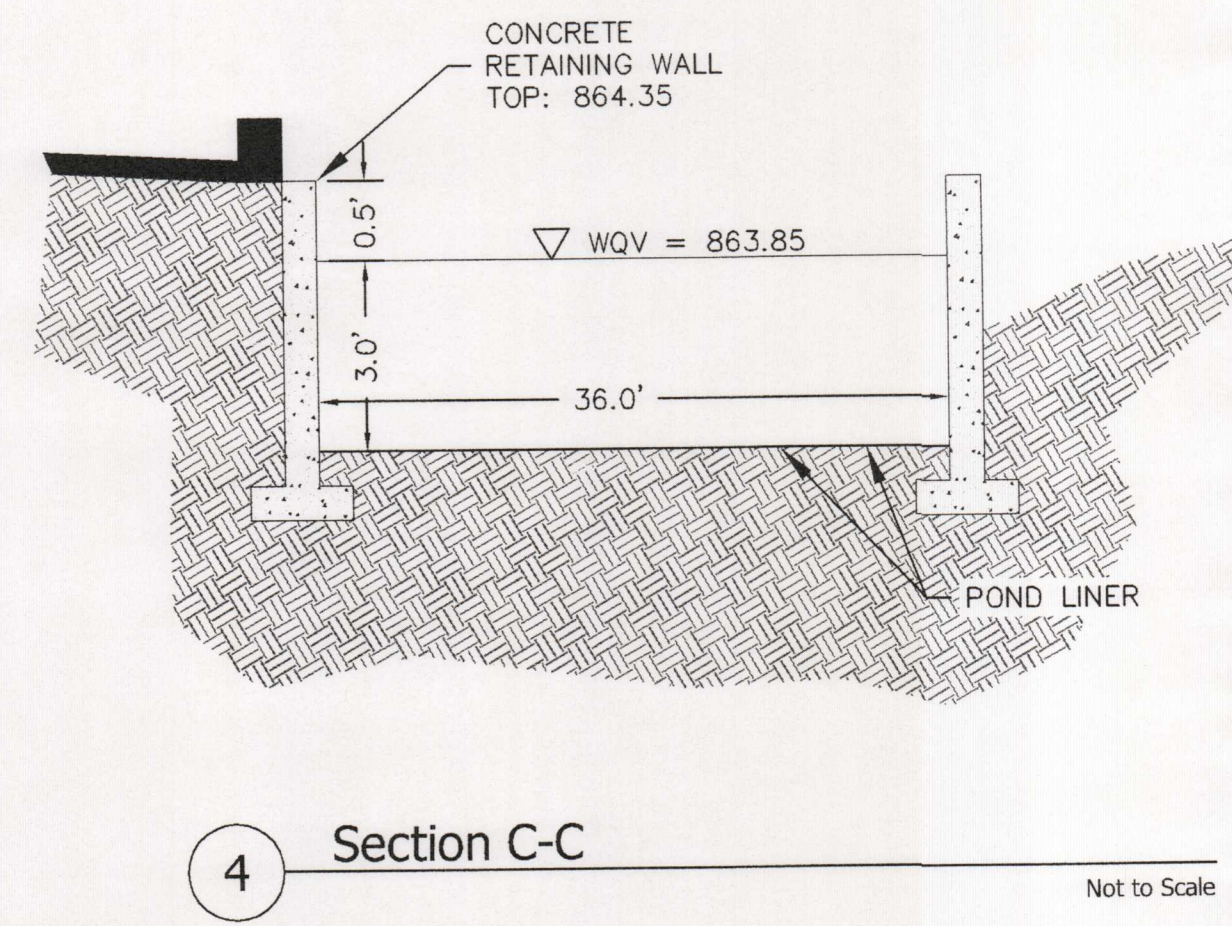 CONCRETE
RETAINING WALL
TOP: 864.35
0.5'
WQV = 863.85
3.0'
36.0'
POND LINER
4
Section C-C
Not to Scale